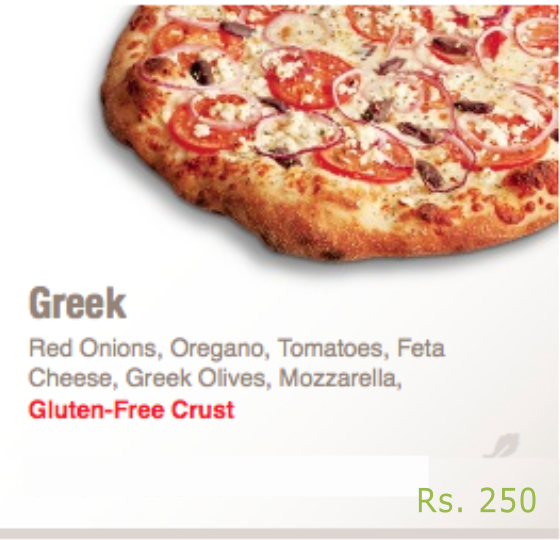 Greek
Red Onions, Oregano, Tomatoes, Feta
Cheese, Greek Olives, Mozzarella,
Gluten-Free Crust
Rs. 250